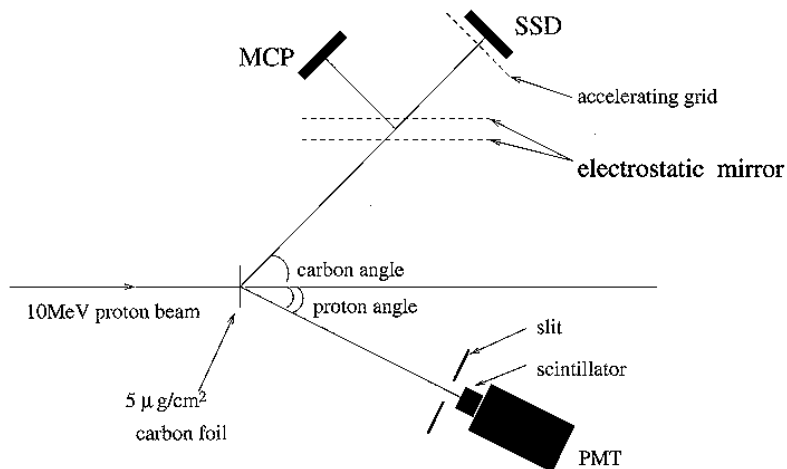 SSD
MCP
accelerating grid
electrostatic mirror
carbon angle
10MeV proton beam
proton angle
slit
scintillator
5 μg/cm²
carbon foil
PMT